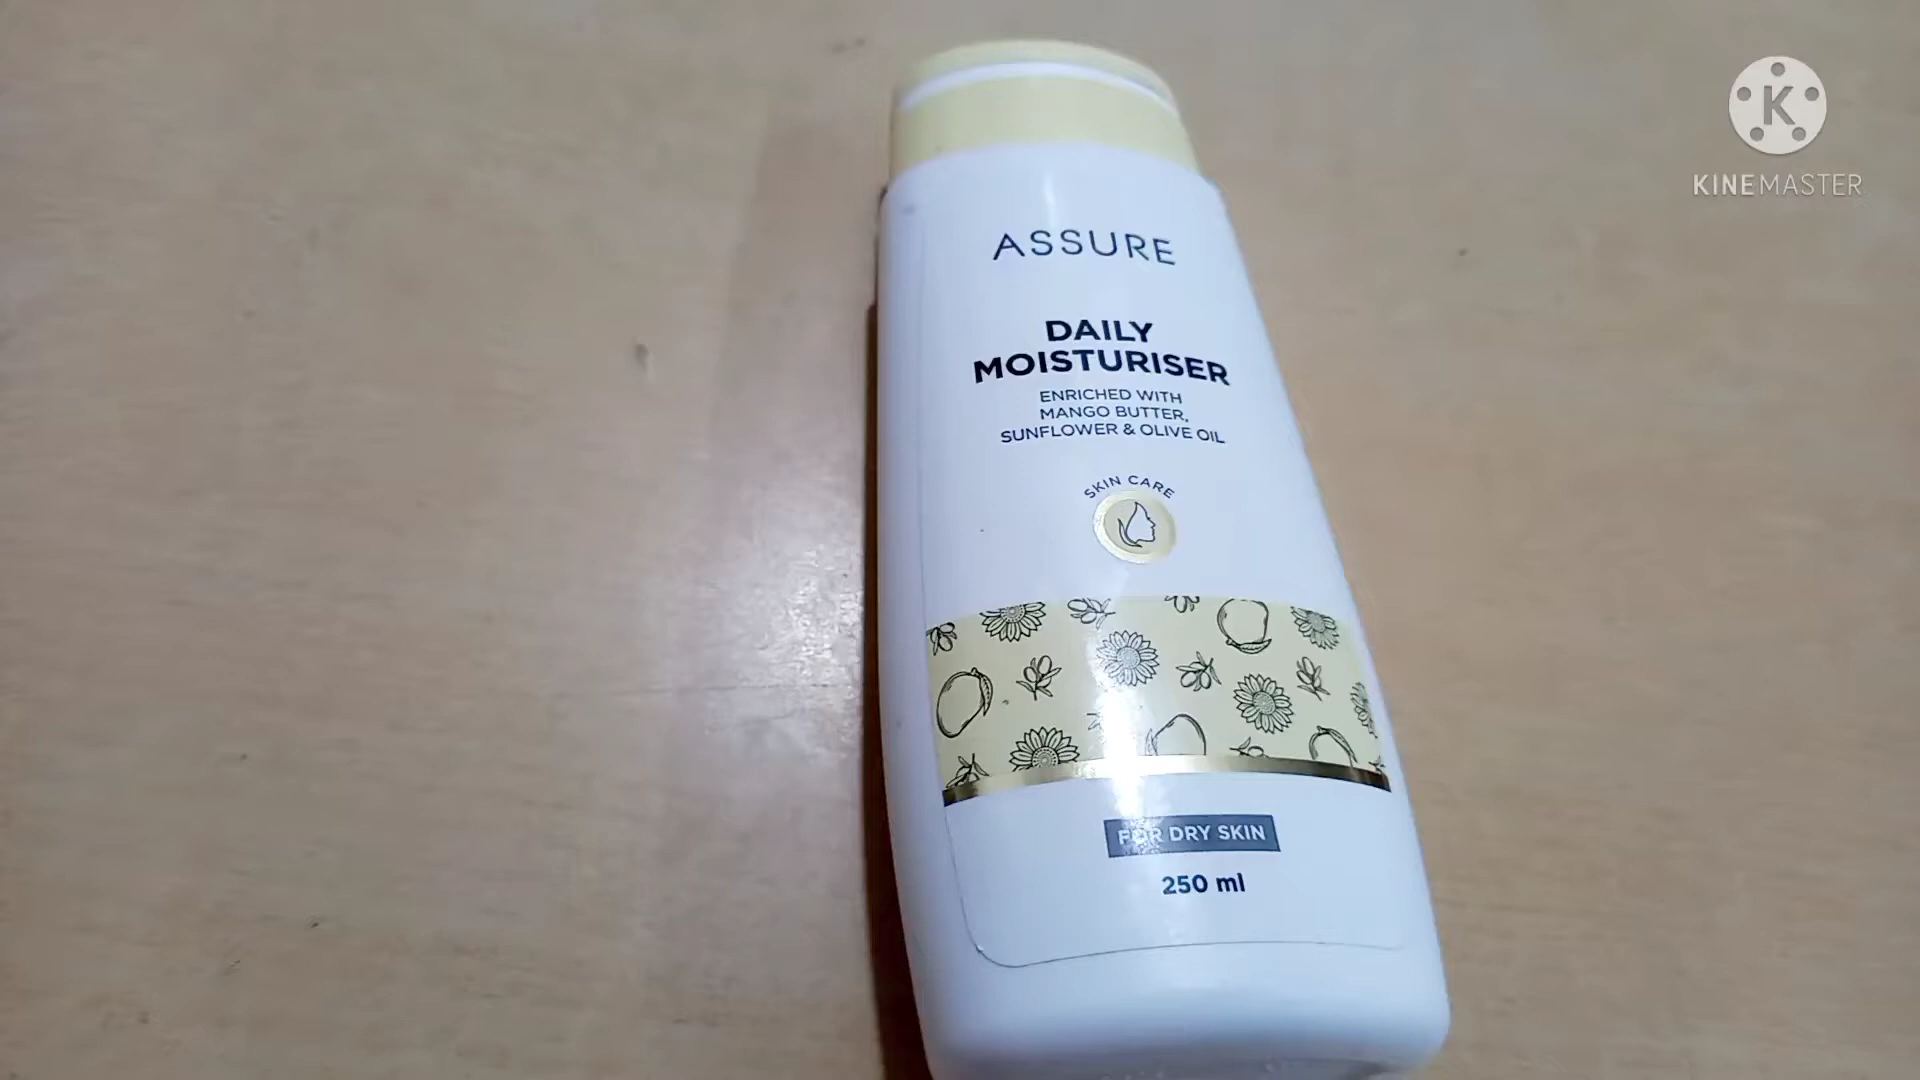 K
KINEMASTER
ASSURE
DAILY
MOISTURISER
ENRICHED WITH
MANGO BUTTER,
SUNFLOWER & OLIVE OIL
SKIN CARE
FOR DRY SKIN
250 ml